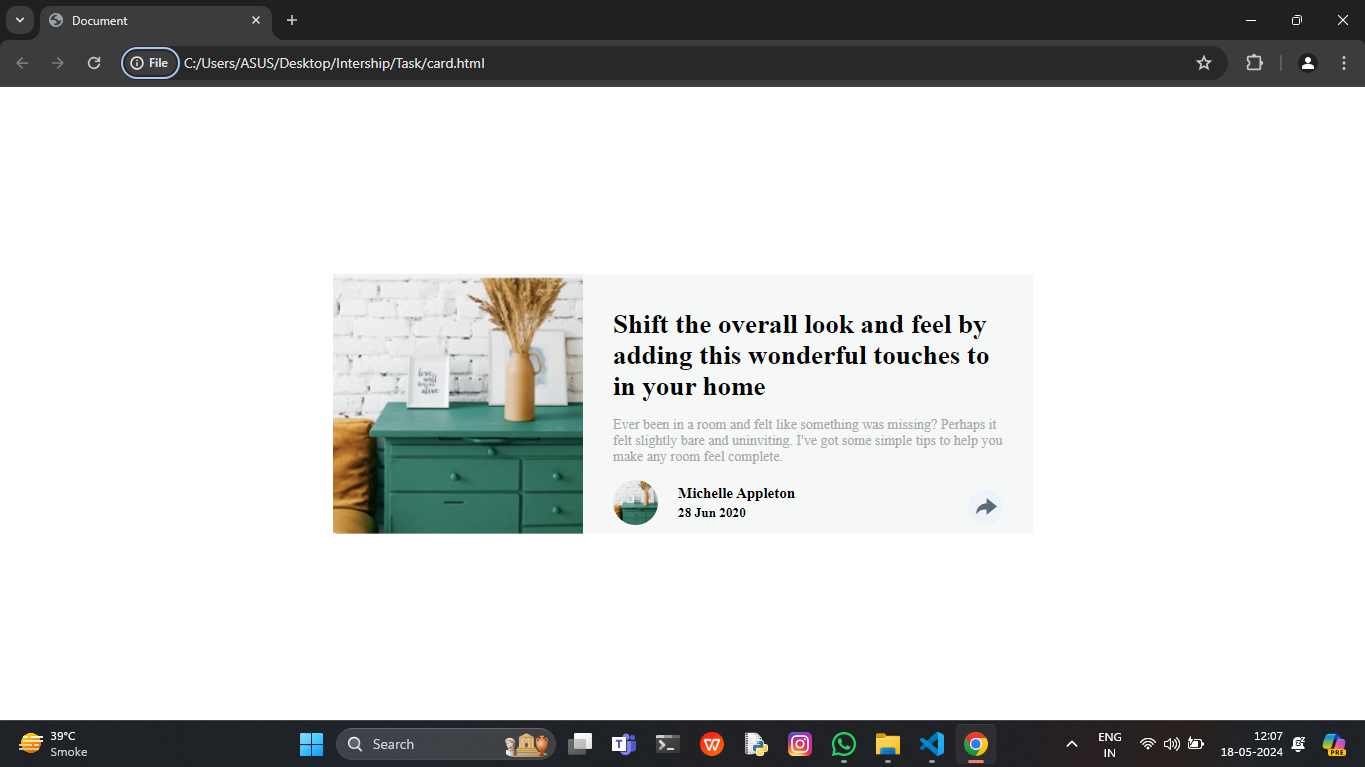 Document
File
C:/Users/ASUS/Desktop/Intership/Task/card.html
Shift the overall look and feel by
adding this wonderful touches to
in your home
Ever been in a room and felt like something was missing? Perhaps it
felt slightly bare and uninviting. I've got some simple tips to help you
make any room feel complete.
Michelle Appleton
28 Jun 2020
39°C
Smoke
Search
ENG
IN
12:07
18-05-2024
PRE